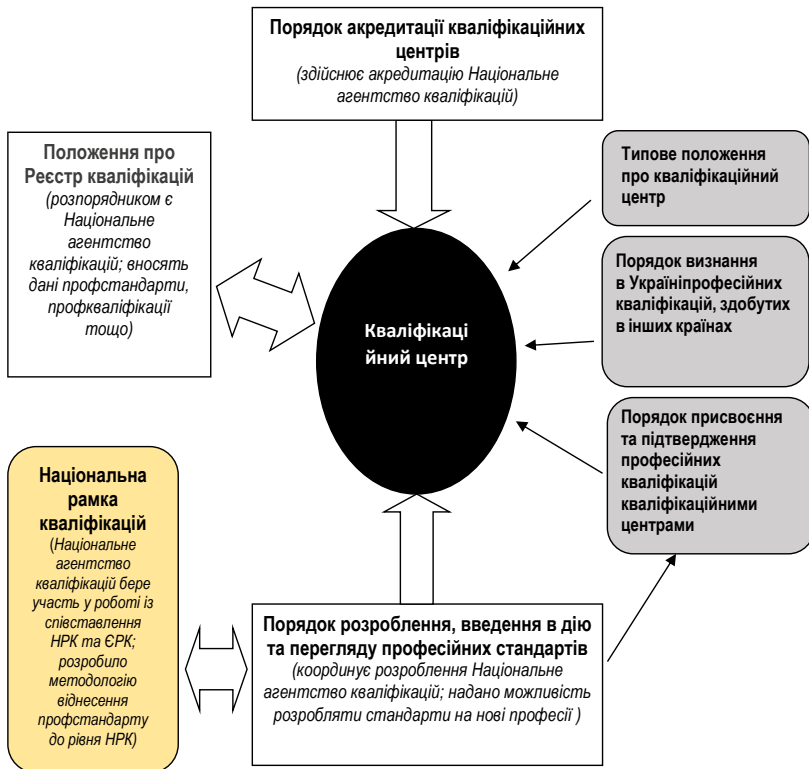 Порядок акредитації кваліфікаційних
центрів
(здійснює акредитацію Національне
агентство кваліфікацій)
Положення про
Реєстр кваліфікацій
(розпорядником є
Національне
агентство
кваліфікацій; вносять
дані профстандарти,
профкваліфікації
тощо)
Типове положення
про кваліфікаційний
центр
Порядок визнання
в Україніпрофесійних
кваліфікацій, здобутих
в інших країнах
Кваліфікаці
йний центр
Порядок присвоєння
та підтвердження
професійних
кваліфікацій
кваліфікаційними
центрами
Національна
рамка
кваліфікацій
(Національне
агентство
кваліфікацій бере
участь у роботі із
співставлення
НРК та ЄРК;
розробило
методологію
віднесення
профстандарту
до рівня НРК)
Порядок розроблення, введення в дію
та перегляду професійних стандартів
(координує розроблення Національне
агентство кваліфікацій; надано можливість
розробляти стандарти на нові професії )